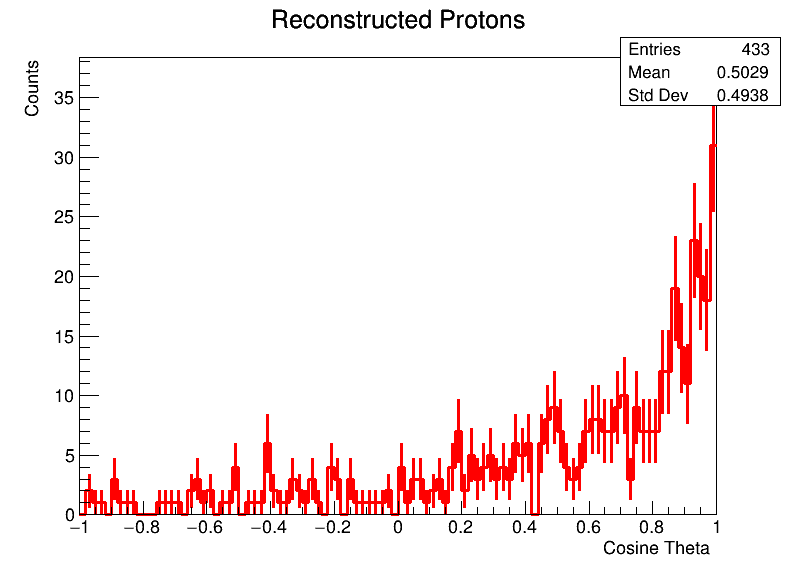 Reconstructed Protons
Entries 433
Mean 0.5029
Std Dev 0.4938
Counts
35
30
25
20
15
10
5
0
−1 −0.8 −0.6 −0.4 −0.2 0 0.2 0.4 0.6 0.8 1
Cosine Theta